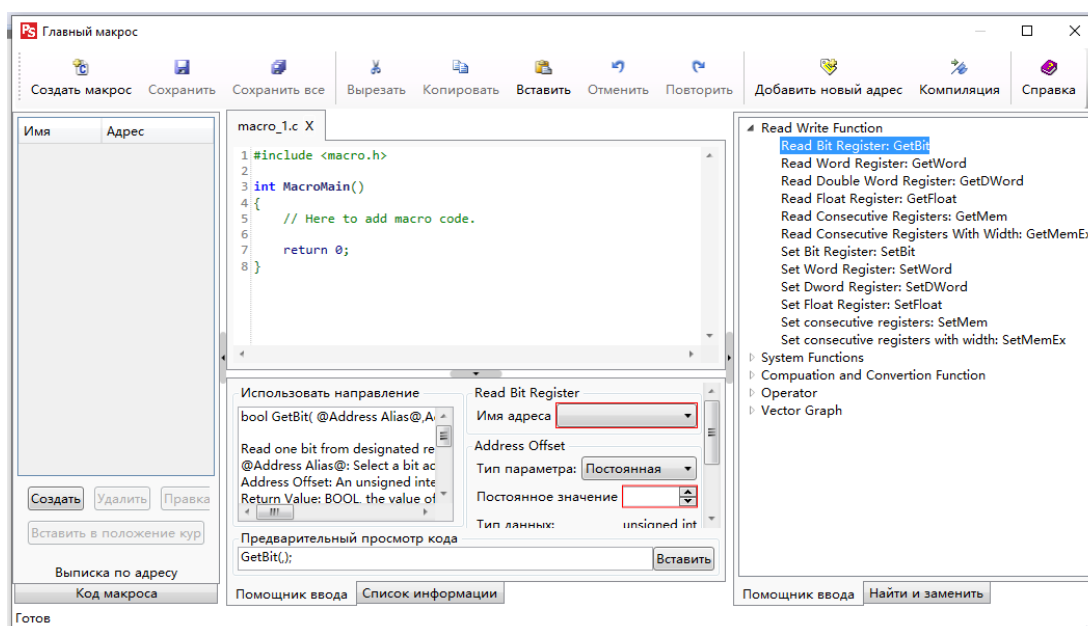 PS Главный макрос
Создать макрос Сохранить Сохранить все Вырезать Копировать Вставить Отменить Повторить Добавить новый адрес Компиляция Справка
Имя Адрес
macro_1.c X
1 #include <macro.h>
2
3 int MacroMain()
4 {
5 // Here to add macro code.
6
7 return 0;
8 }
Использовать направление
bool GetBit( @Address Alias@,A
Read one bit from designated re
@Address Alias@: Select a bit ac
Address Offset: An unsigned inte
Return Value: BOOL. the value of
Read Bit Register
Имя адреса
Address Offset
Тип параметра: Постоянная
Постоянное значение
Тип данных: unsigned int
Предварительный просмотр кода
GetBit(,); Вставить
Помощник ввода Список информации
Создать Удалить Правка
Вставить в положение кур
Выписка по адресу
Код макроса
Read Write Function
Read Bit Register: GetBit
Read Word Register: GetWord
Read Double Word Register: GetDWord
Read Float Register: GetFloat
Read Consecutive Registers: GetMem
Read Consecutive Registers With Width: GetMemEx
Set Bit Register: SetBit
Set Word Register: SetWord
Set Dword Register: SetDWord
Set Float Register: SetFloat
Set consecutive registers: SetMem
Set consecutive registers with width: SetMemEx
System Functions
Compuation and Convertion Function
Operator
Vector Graph
Помощник ввода Найти и заменить
Готов